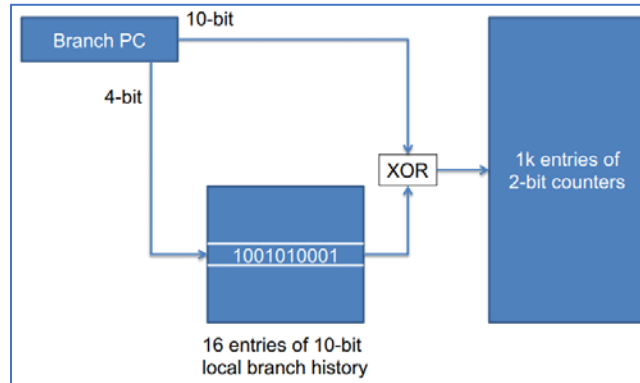 10-bit
Branch PC
4-bit
XOR
1k entries of
2-bit counters
1001010001
16 entries of 10-bit
local branch history